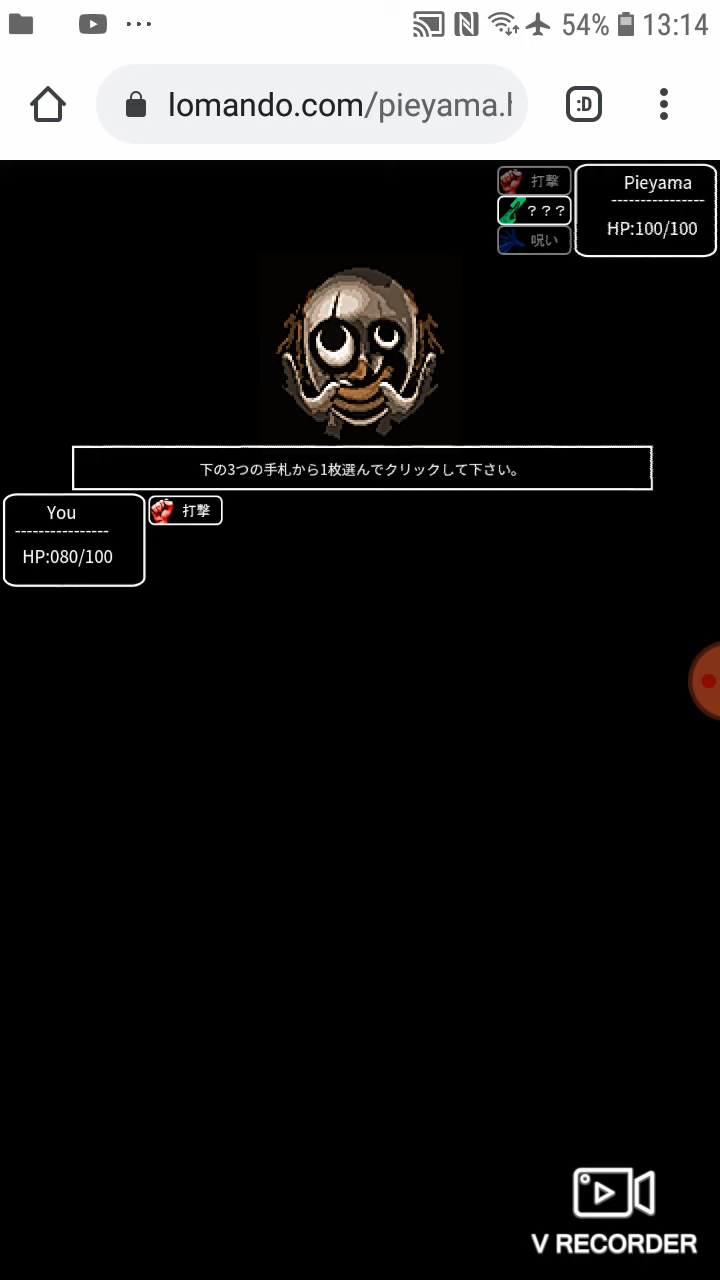 54% 13:14
lomando.com/pieyama.h
:D
打撃
???
呪い
Pieyama
----------------
HP:100/100
下の3つの手札から1枚選んでクリックして下さい。
You
----------------
HP:080/100
打撃
V RECORDER